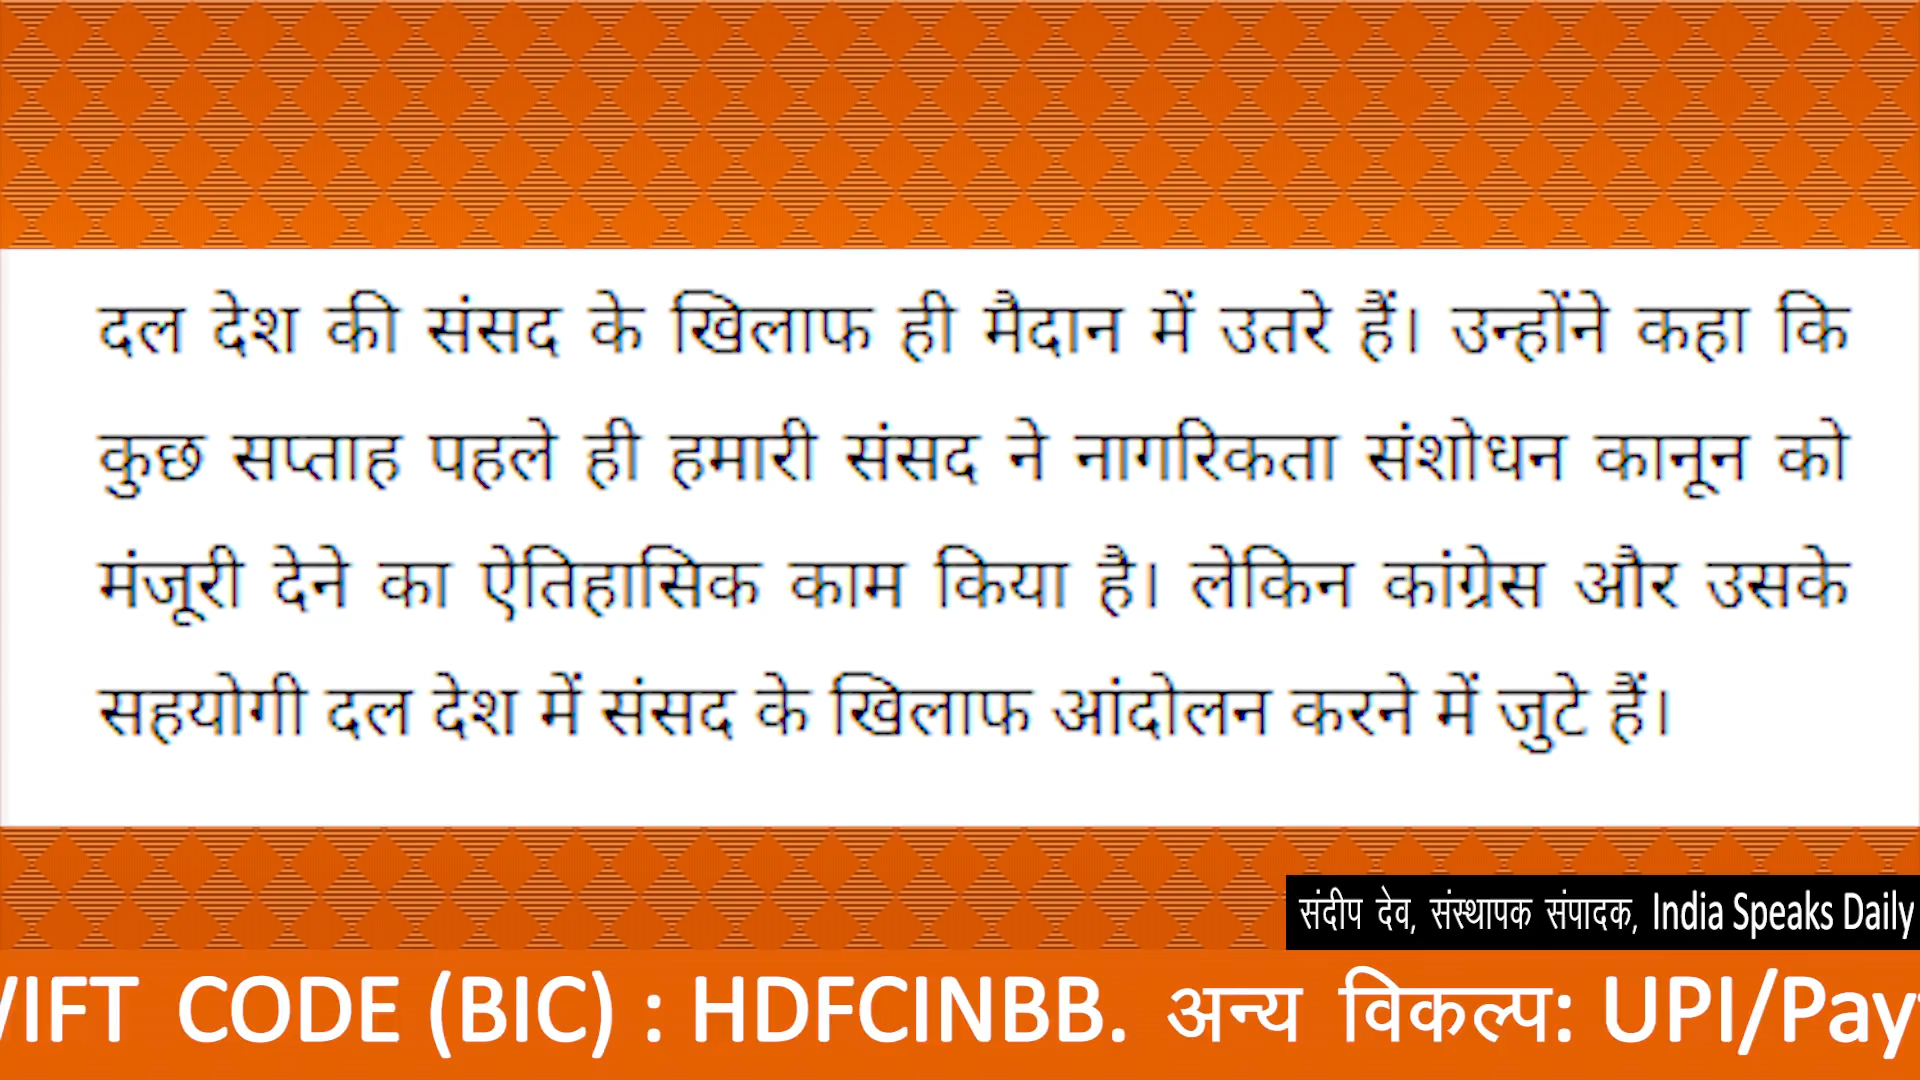 दल देश की संसद के खिलाफ ही मैदान में उतरे हैं। उन्होंने कहा कि
कुछ सप्ताह पहले ही हमारी संसद ने नागरिकता संशोधन कानून को
मंजूरी देने का ऐतिहासिक काम किया है। लेकिन कांग्रेस और उसके
सहयोगी दल देश में संसद के खिलाफ आंदोलन करने में जुटे हैं।
संदीप देव, संस्थापक संपादक, India Speaks Daily
CODE (BIC) : HDFCINBB. अन्य विकल्प: UPI/Pay